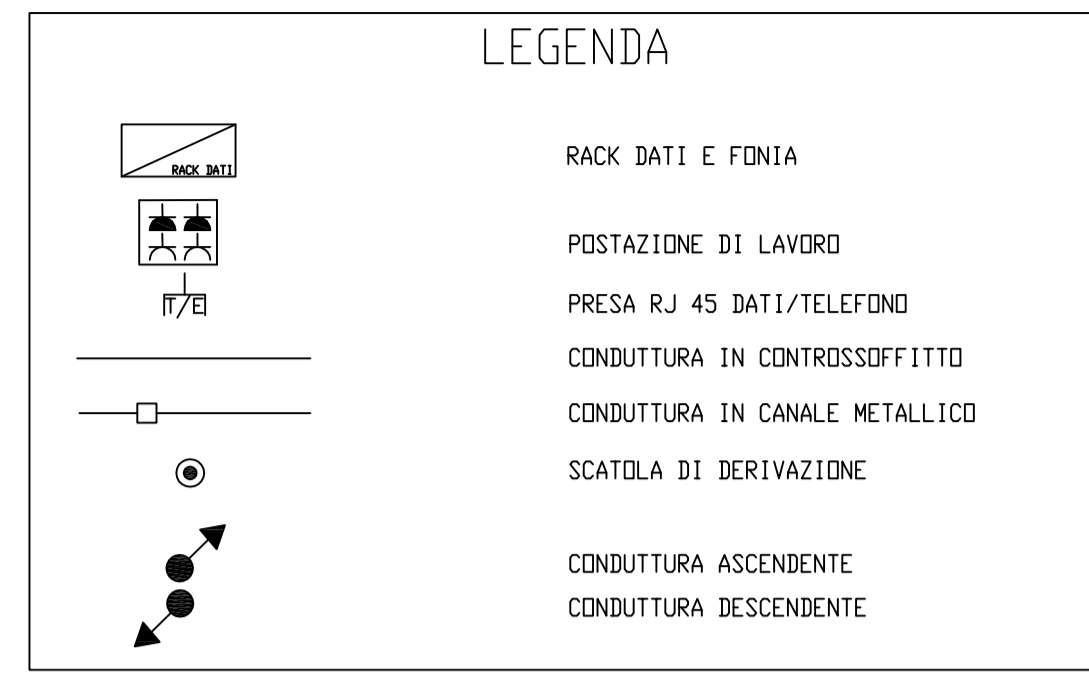 LEGENDA
RACK DATI
RACK DATI E FONIA
POSTAZIONE DI LAVORO
T/E
PRESA RJ 45 DATI/TELEFONO
CONDUTTURA IN CONTROSSOFFITTO
CONDUTTURA IN CANALE METALLICO
SCATOLA DI DERIVAZIONE
CONDUTTURA ASCENDENTE
CONDUTTURA DESCENDENTE